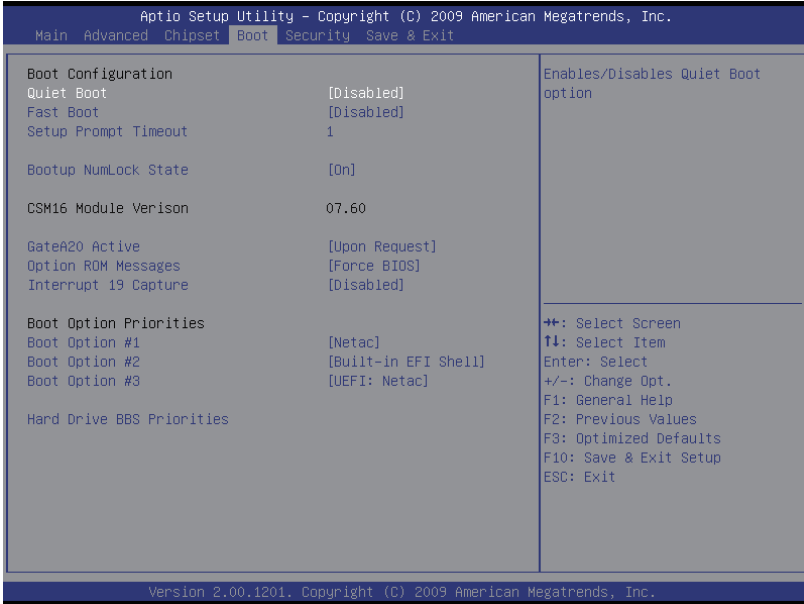 Aptio Setup Utility – Copyright (C) 2009 American Megatrends, Inc.
Main Advanced Chipset Boot Security Save & Exit
Boot Configuration
Quiet Boot [Disabled]
Fast Boot [Disabled]
Setup Prompt Timeout 1
Bootup NumLock State [On]
CSM16 Module Verison 07.60
GateA20 Active [Upon Request]
Option ROM Messages [Force BIOS]
Interrupt 19 Capture [Disabled]
Boot Option Priorities
Boot Option #1 [Netac]
Boot Option #2 [Built-in EFI Shell]
Boot Option #3 [UEFI: Netac]
Hard Drive BBS Priorities
Enables/Disables Quiet Boot
option
→←: Select Screen
↑↓: Select Item
Enter: Select
+/-: Change Opt.
F1: General Help
F2: Previous Values
F3: Optimized Defaults
F10: Save & Exit Setup
ESC: Exit
Version 2.00.1201. Copyright (C) 2009 American Megatrends, Inc.